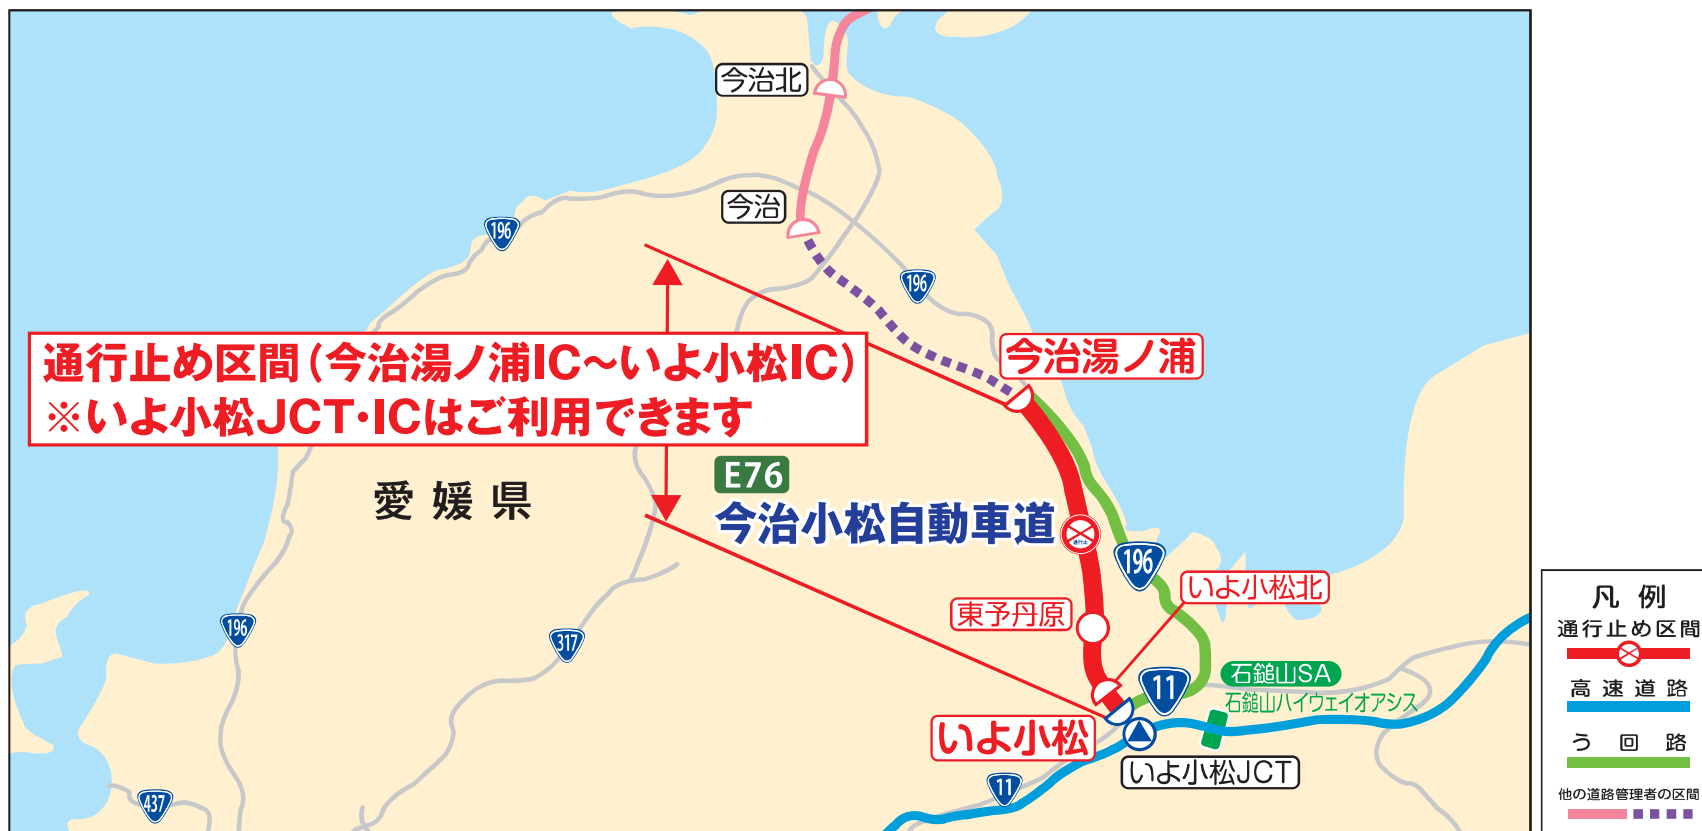 今治北
今治
196
196
通行止め区間(今治湯ノ浦IC～いよ小松IC)
※いよ小松JCT・ICはご利用できます
今治湯ノ浦
E76
今治小松自動車道
愛媛県
通行止
196
いよ小松北
東予丹原
196
317
11
石鎚山SA
石鎚山ハイウェイオアシス
いよ小松
いよ小松JCT
11
437
凡例
通行止め区間
高速道路
う回路
他の道路管理者の区間